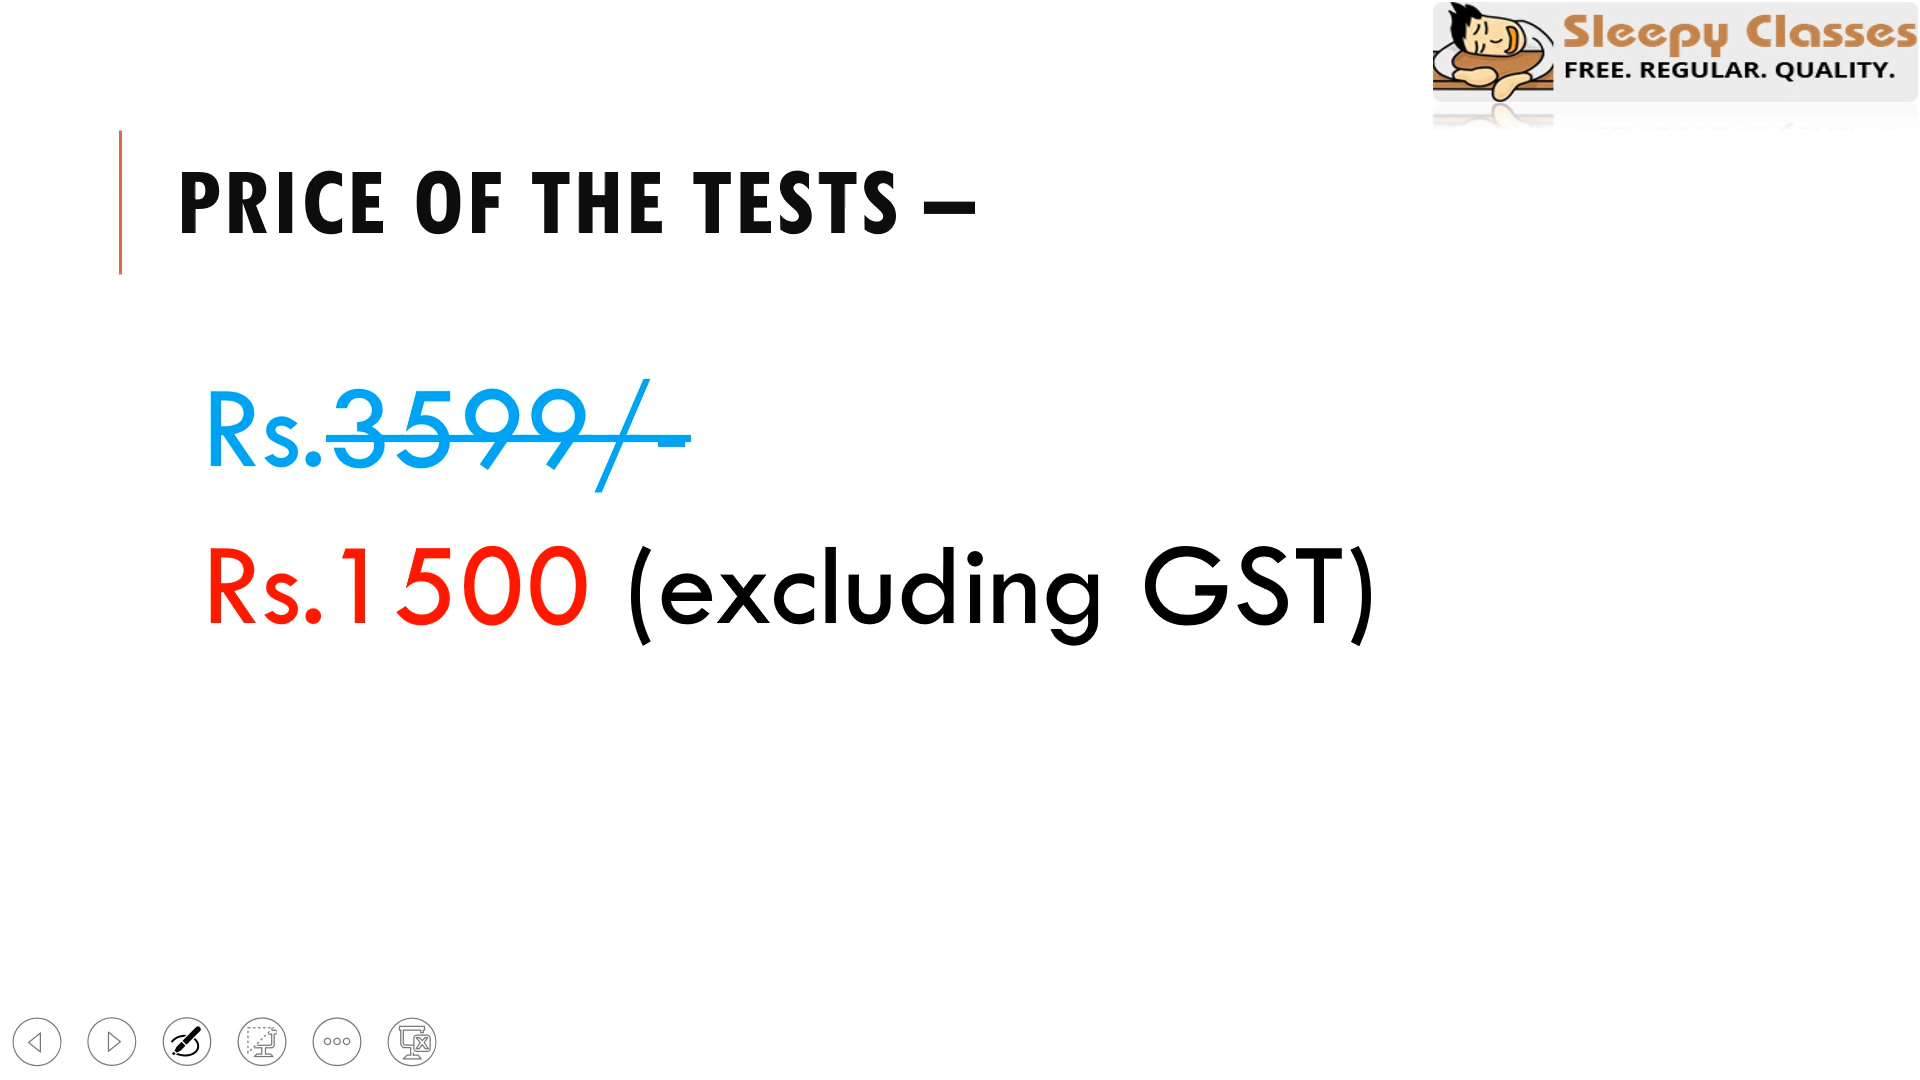 Sleepy Classes
FREE. REGULAR. QUALITY.
PRICE OF THE TESTS –
Rs.3599/-
Rs.1500 (excluding GST)